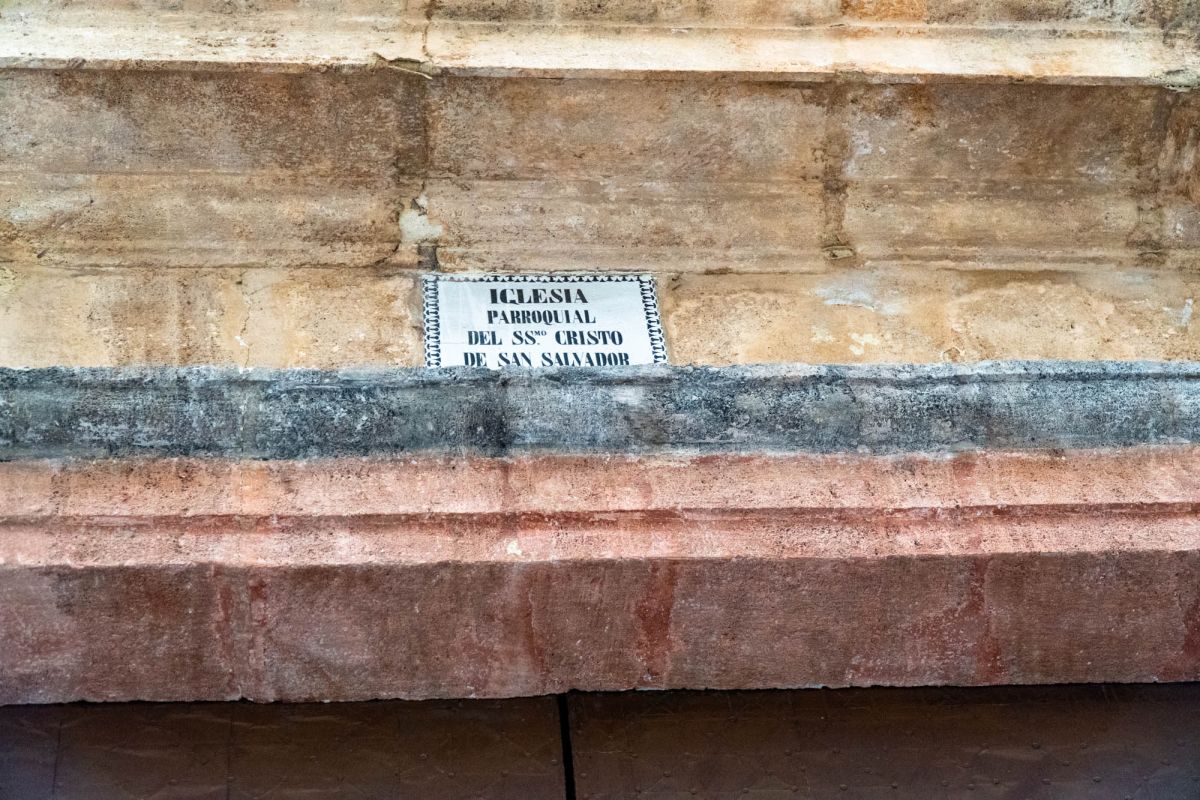 IGLESIA
PARROQUIAL
DEL SS.ᴹᴼ CRISTO
DE SAN SALVADOR